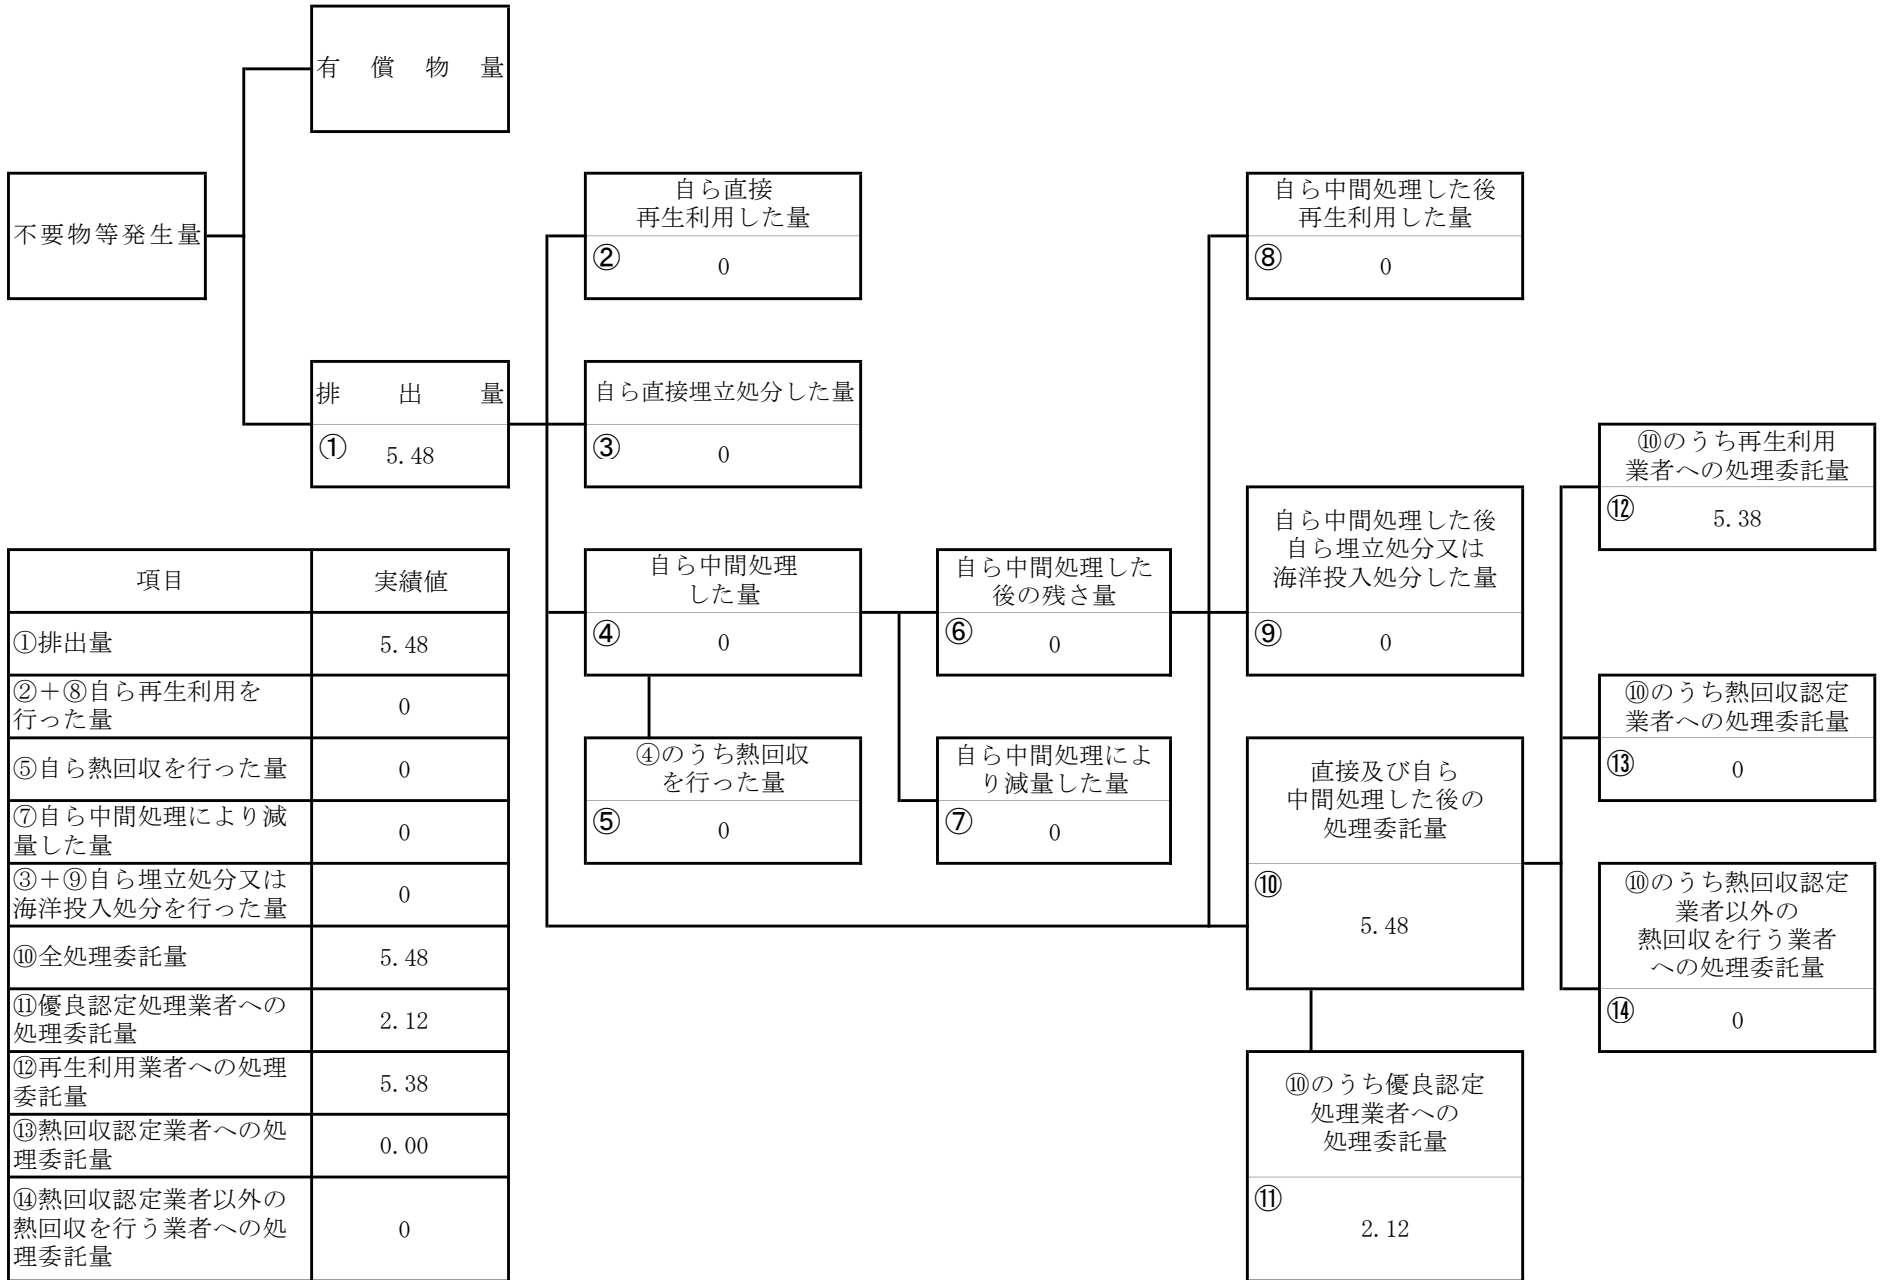 有償物量
不要物等発生量
排出量
① 5.48
自ら直接
再生利用した量
② 0
自ら直接埋立処分した量
③ 0
自ら中間処理
した量
④ 0
④のうち熱回収
を行った量
⑤ 0
自ら中間処理した
後の残さ量
⑥ 0
自ら中間処理によ
り減量した量
⑦ 0
自ら中間処理した後
再生利用した量
⑧ 0
自ら中間処理した後
自ら埋立処分又は
海洋投入処分した量
⑨ 0
直接及び自ら
中間処理した後の
処理委託量
⑩
5.48
⑩のうち優良認定
処理業者への
処理委託量
⑪
2.12
⑩のうち再生利用
業者への処理委託量
⑫ 5.38
⑩のうち熱回収認定
業者への処理委託量
⑬ 0
⑩のうち熱回収認定
業者以外の
熱回収を行う業者
への処理委託量
⑭ 0
項目 実績値
①排出量 5.48
②+⑧自ら再生利用を
行った量 0
⑤自ら熱回収を行った量 0
⑦自ら中間処理により減
量した量 0
③+⑨自ら埋立処分又は
海洋投入処分を行った量 0
⑩全処理委託量 5.48
⑪優良認定処理業者への
処理委託量 2.12
⑫再生利用業者への処理
委託量 5.38
⑬熱回収認定業者への処
理委託量 0.00
⑭熱回収認定業者以外の
熱回収を行う業者への処
理委託量 0